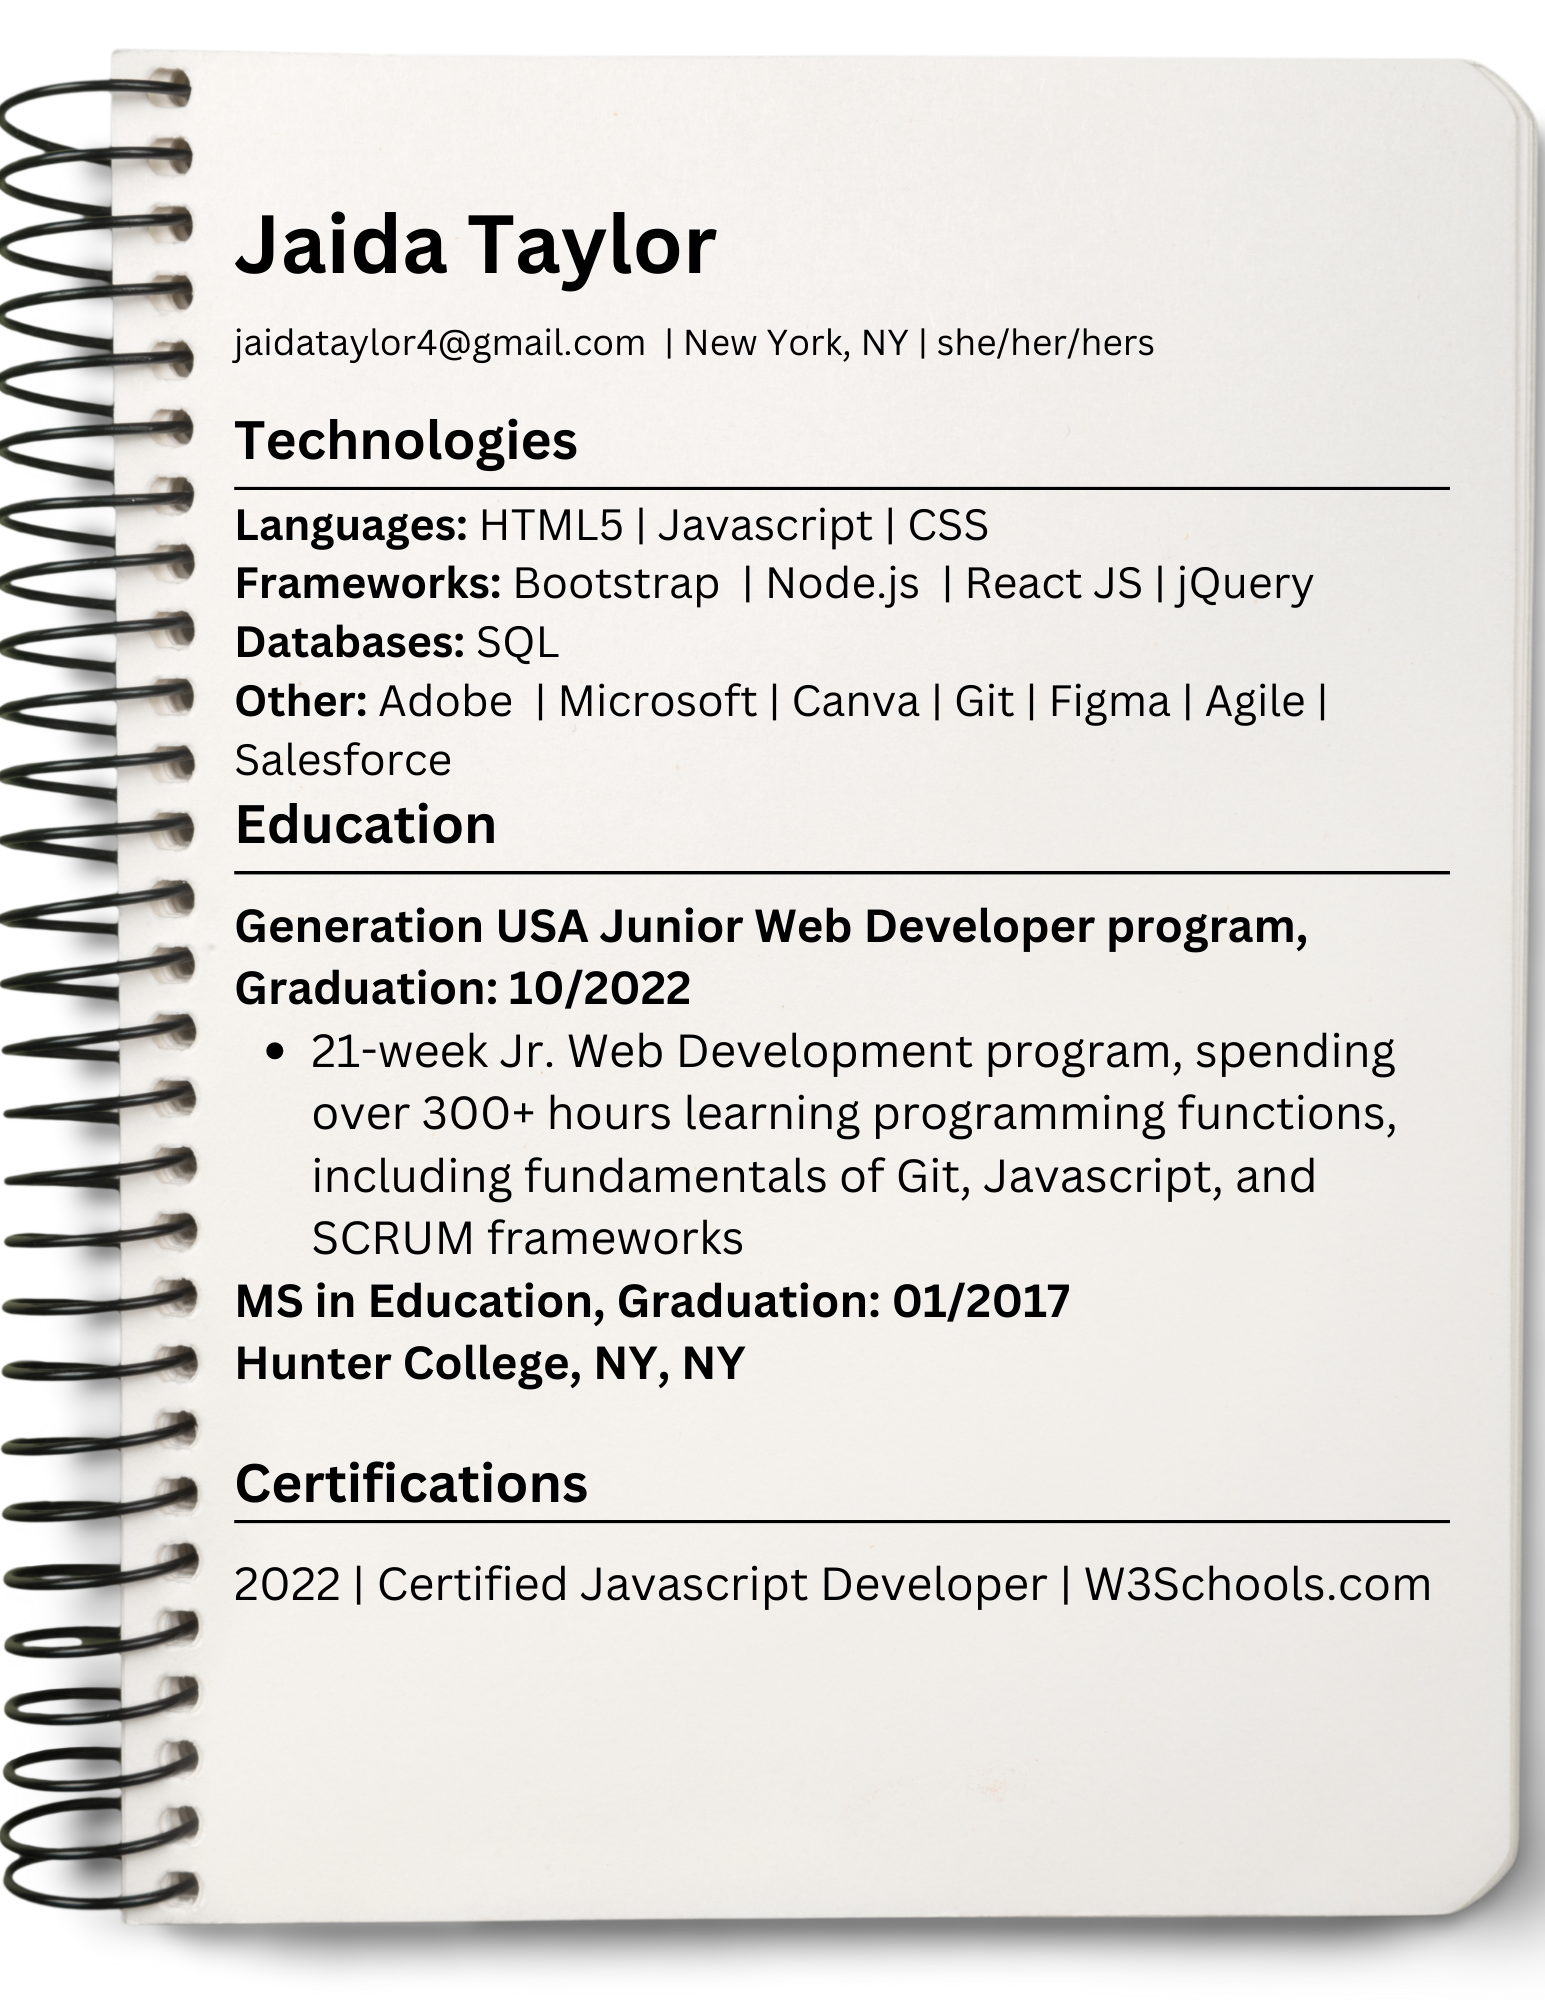 Jaida Taylor
jaidataylor4@gmail.com | New York, NY | she/her/hers
Technologies
Languages: HTML5 | Javascript | CSS
Frameworks: Bootstrap | Node.js | React JS | jQuery
Databases: SQL
Other: Adobe | Microsoft | Canva | Git | Figma | Agile |
Salesforce
Education
Generation USA Junior Web Developer program,
Graduation: 10/2022
• 21-week Jr. Web Development program, spending
over 300+ hours learning programming functions,
including fundamentals of Git, Javascript, and
SCRUM frameworks
MS in Education, Graduation: 01/2017
Hunter College, NY, NY
Certifications
2022 | Certified Javascript Developer | W3Schools.com